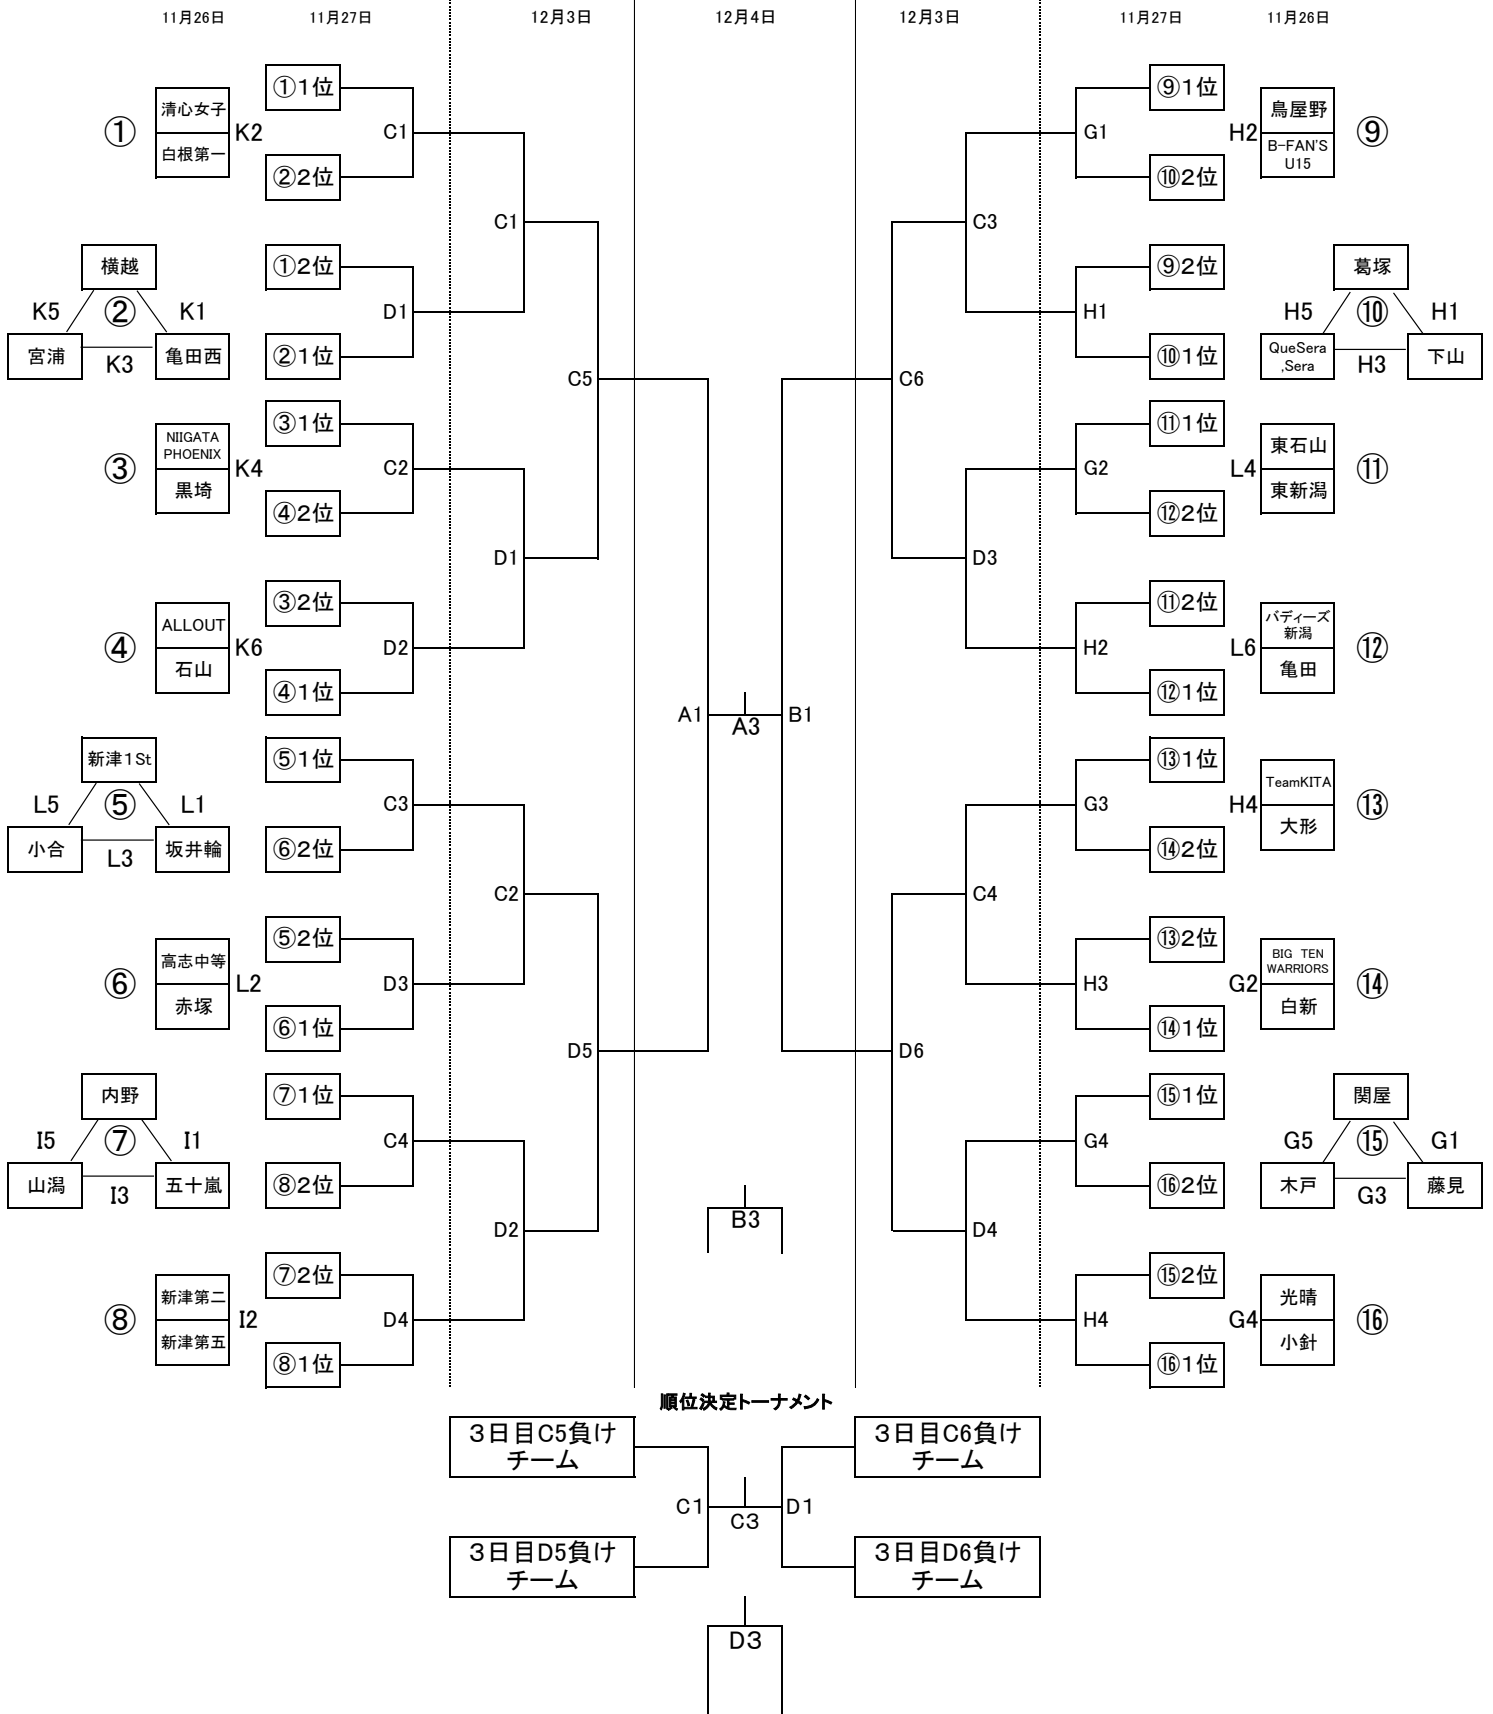 11月26日 11月27日 12月3日 12月4日 12月3日 11月27日 11月26日
①1位 ⑨1位
清心女子 鳥屋野
① K2 C1 G1 H2 ⑨
白根第一 B-FAN'S
U15
②2位 ⑩2位
C1 C3
横越 ①2位 ⑨2位 葛塚
K5 ② K1 D1 H1 H5 ⑩ H1
宮浦 K3 亀田西 ②1位 ⑩1位 QueSera
,Sera H3 下山
C5 C6
③1位 ⑪1位
NIIGATA
PHOENIX 東石山
③ K4 C2 G2 L4 ⑪
黒埼 東新潟
④2位 ⑫2位
D1 D3
③2位 ⑪2位
ALLOUT バディーズ
新潟
④ K6 D2 H2 L6 ⑫
石山 亀田
④1位 ⑫1位
A1 A3 B1
新津1St ⑤1位 ⑬1位 TeamKITA
L5 ⑤ L1 C3 G3 H4 ⑬
小合 L3 坂井輪 ⑥2位 ⑭2位 大形
C2 C4
⑤2位 ⑬2位
高志中等 BIG TEN
WARRIORS
⑥ L2 D3 H3 G2 ⑭
赤塚 白新
⑥1位 ⑭1位
D5 D6
内野 ⑦1位 ⑮1位 関屋
I5 ⑦ I1 C4 G4 G5 ⑮ G1
山潟 I3 五十嵐 ⑧2位 ⑯2位 木戸 G3 藤見
D2 B3 D4
⑦2位 ⑮2位
新津第二 光晴
⑧ I2 D4 H4 G4 ⑯
新津第五 小針
⑧1位 ⑯1位
順位決定トーナメント
3日目C5負け
チーム
3日目C6負け
チーム
C1 C3 D1
3日目D5負け
チーム
3日目D6負け
チーム
D3